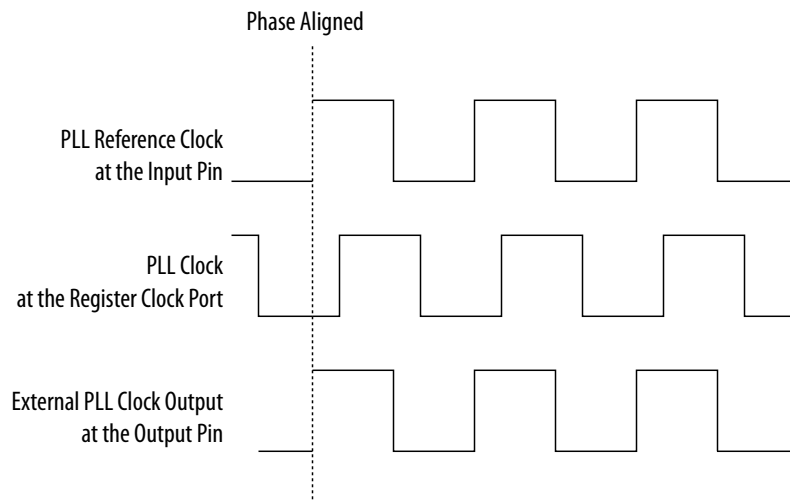 Phase Aligned
PLL Reference Clock
at the Input Pin
PLL Clock
at the Register Clock Port
External PLL Clock Output
at the Output Pin